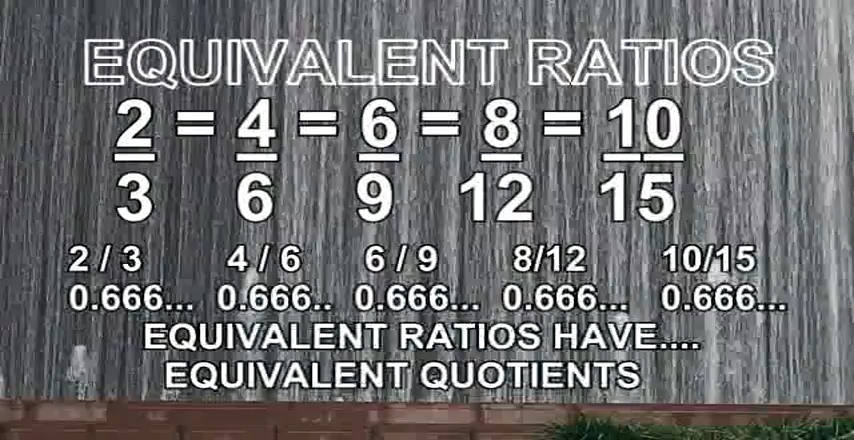 EQUIVALENT RATIOS
2 = 4 = 6 = 8 = 10
3 6 9 12 15
2 / 3 4 / 6 6 / 9 8/12 10/15
0.666... 0.666.. 0.666... 0.666... 0.666...
EQUIVALENT RATIOS HAVE....
EQUIVALENT QUOTIENTS